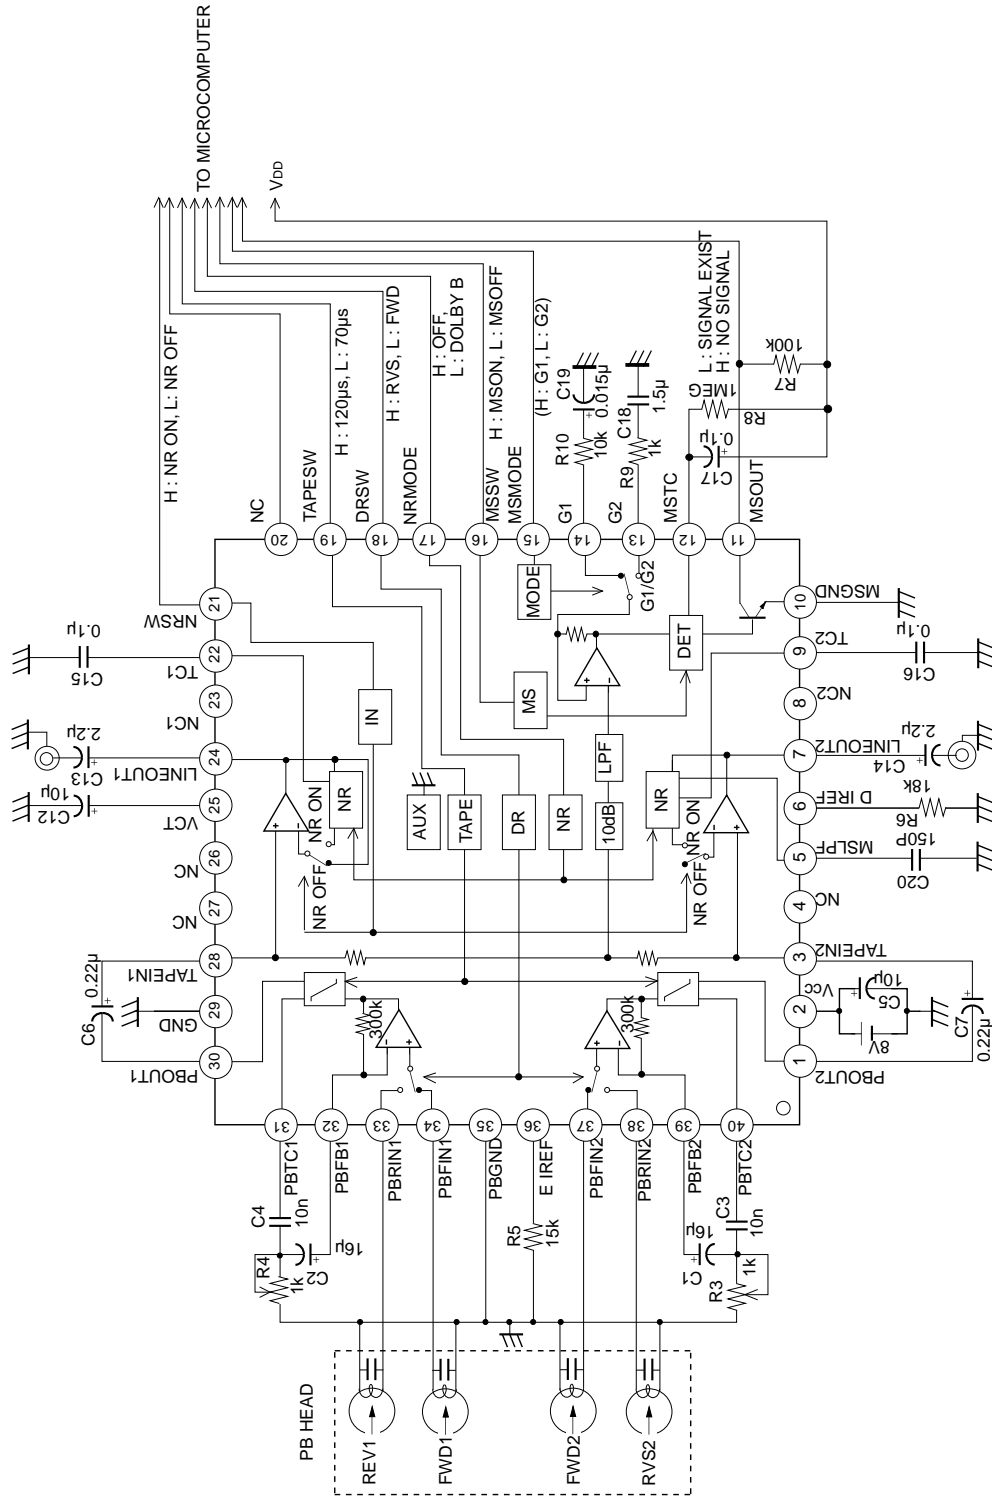 TO MICROCOMPUTER
VDD
H : NR ON, L: NR OFF
H : 120μs, L : 70μs
H : RVS, L : FWD
H : OFF,
L : DOLBY B
H : MSON, L : MSOFF
(H : G1, L : G2)
L : SIGNAL EXIST
H : NO SIGNAL
C15
0.1μ
C13
2.2μ
C12
10μ
C6
0.22μ
NRSW
TC1
NC1
LINEOUT1
VCT
NC
NC
TAPEIN1
GND
PBOUT1
21
22
23
24
25
26
27
28
29
30
NC
TAPESW
DRSW
NRMODE
MSSW
MSMODE
G1
G2
MSTC
MSOUT
20
19
18
17
16
15
14
13
12
11
R10
10k
C19
0.015μ
R9
1k
C18
1.5μ
C17
0.1μ
R8
1MEG
R7
100k
IN
NR
NR ON
NR OFF
AUX
TAPE
DR
NR
10dB
LPF
MS
MODE
G1/G2
DET
NR
NR ON
NR OFF
300k
300k
+
-
+
-
+
-
+
-
+
-
10
9
8
7
6
5
4
3
2
1
MSGND
TC2
NC2
LINEOUT2
D IREF
MSLPF
NC
TAPEIN2
Vcc
PBOUT2
C16
0.1μ
C14
2.2μ
R6
18k
C20
150P
C5
10μ
8V
C7
0.22μ
31
32
33
34
35
36
37
38
39
40
PBTC1
PBFB1
PBRIN1
PBFIN1
PBGND
E IREF
PBFIN2
PBRIN2
PBFB2
PBTC2
C4
10n
R4
1k
C2
16μ
R5
15k
C1
16μ
C3
10n
R3
1k
PB HEAD
REV1
FWD1
FWD2
RVS2